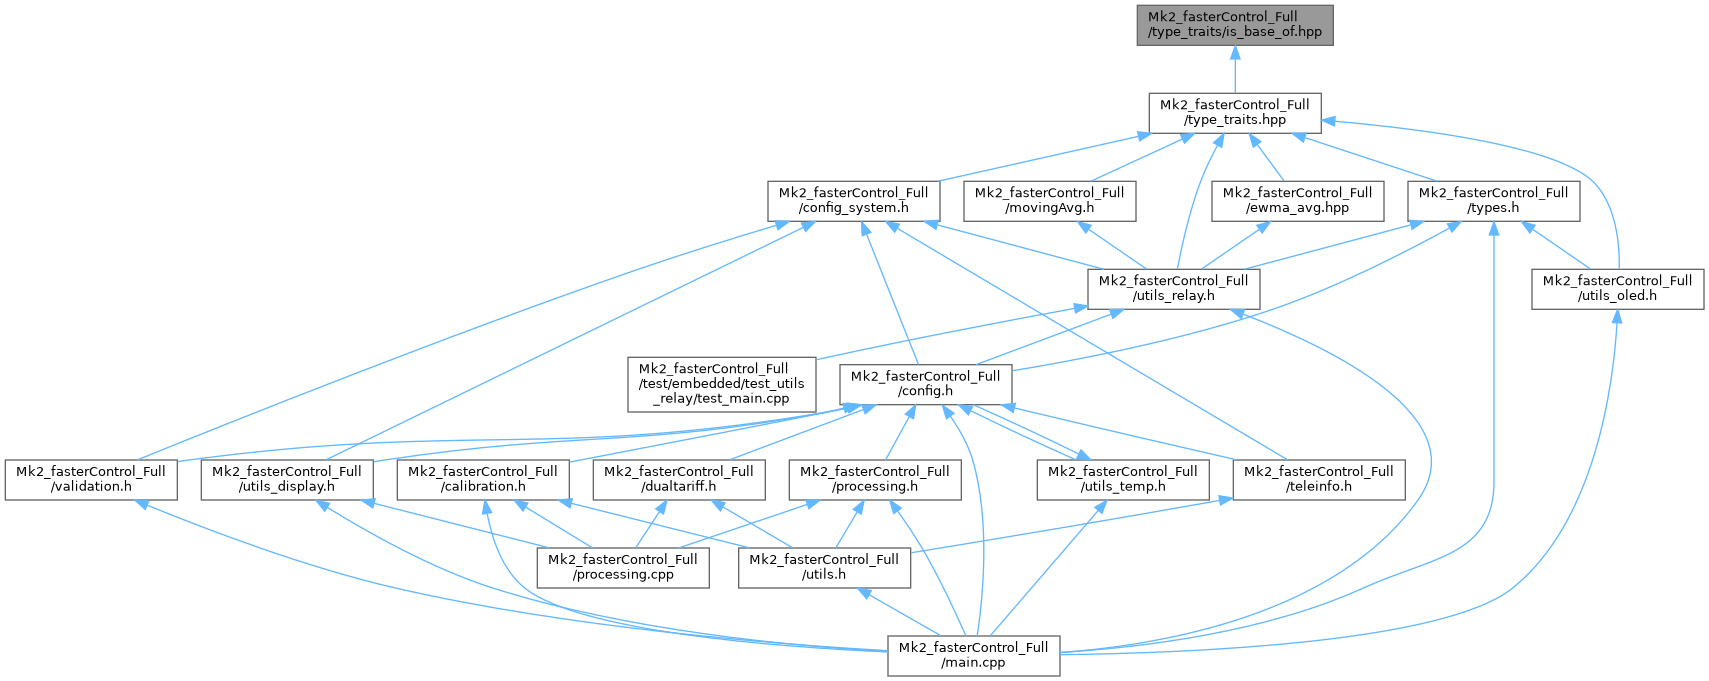 Mk2_fasterControl_Full
/type_traits/is_base_of.hpp
Mk2_fasterControl_Full
/type_traits.hpp
Mk2_fasterControl_Full
/config_system.h
Mk2_fasterControl_Full
/movingAvg.h
Mk2_fasterControl_Full
/ewma_avg.hpp
Mk2_fasterControl_Full
/types.h
Mk2_fasterControl_Full
/utils_relay.h
Mk2_fasterControl_Full
/utils_oled.h
Mk2_fasterControl_Full
/test/embedded/test_utils
_relay/test_main.cpp
Mk2_fasterControl_Full
/config.h
Mk2_fasterControl_Full
/validation.h
Mk2_fasterControl_Full
/utils_display.h
Mk2_fasterControl_Full
/calibration.h
Mk2_fasterControl_Full
/dualtariff.h
Mk2_fasterControl_Full
/processing.h
Mk2_fasterControl_Full
/utils_temp.h
Mk2_fasterControl_Full
/teleinfo.h
Mk2_fasterControl_Full
/processing.cpp
Mk2_fasterControl_Full
/utils.h
Mk2_fasterControl_Full
/main.cpp